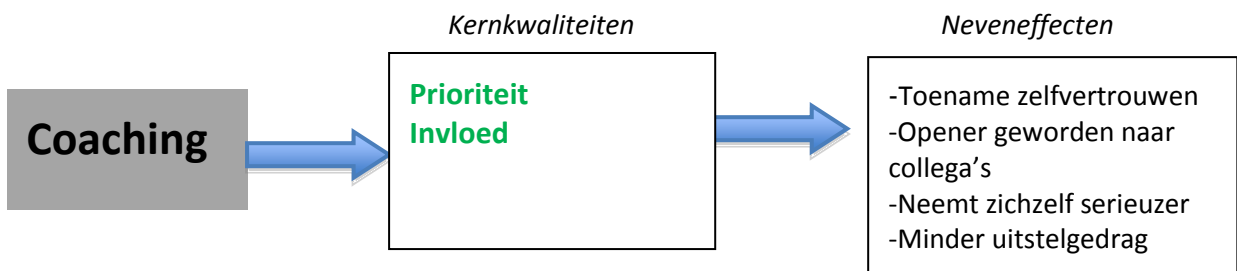 Kernkwaliteiten
Neveneffecten
Coaching
Prioriteit
Invloed
-Toename zelfvertrouwen
-Opener geworden naar
collega’s
-Neemt zichzelf serieuzer
-Minder uitstelgedrag